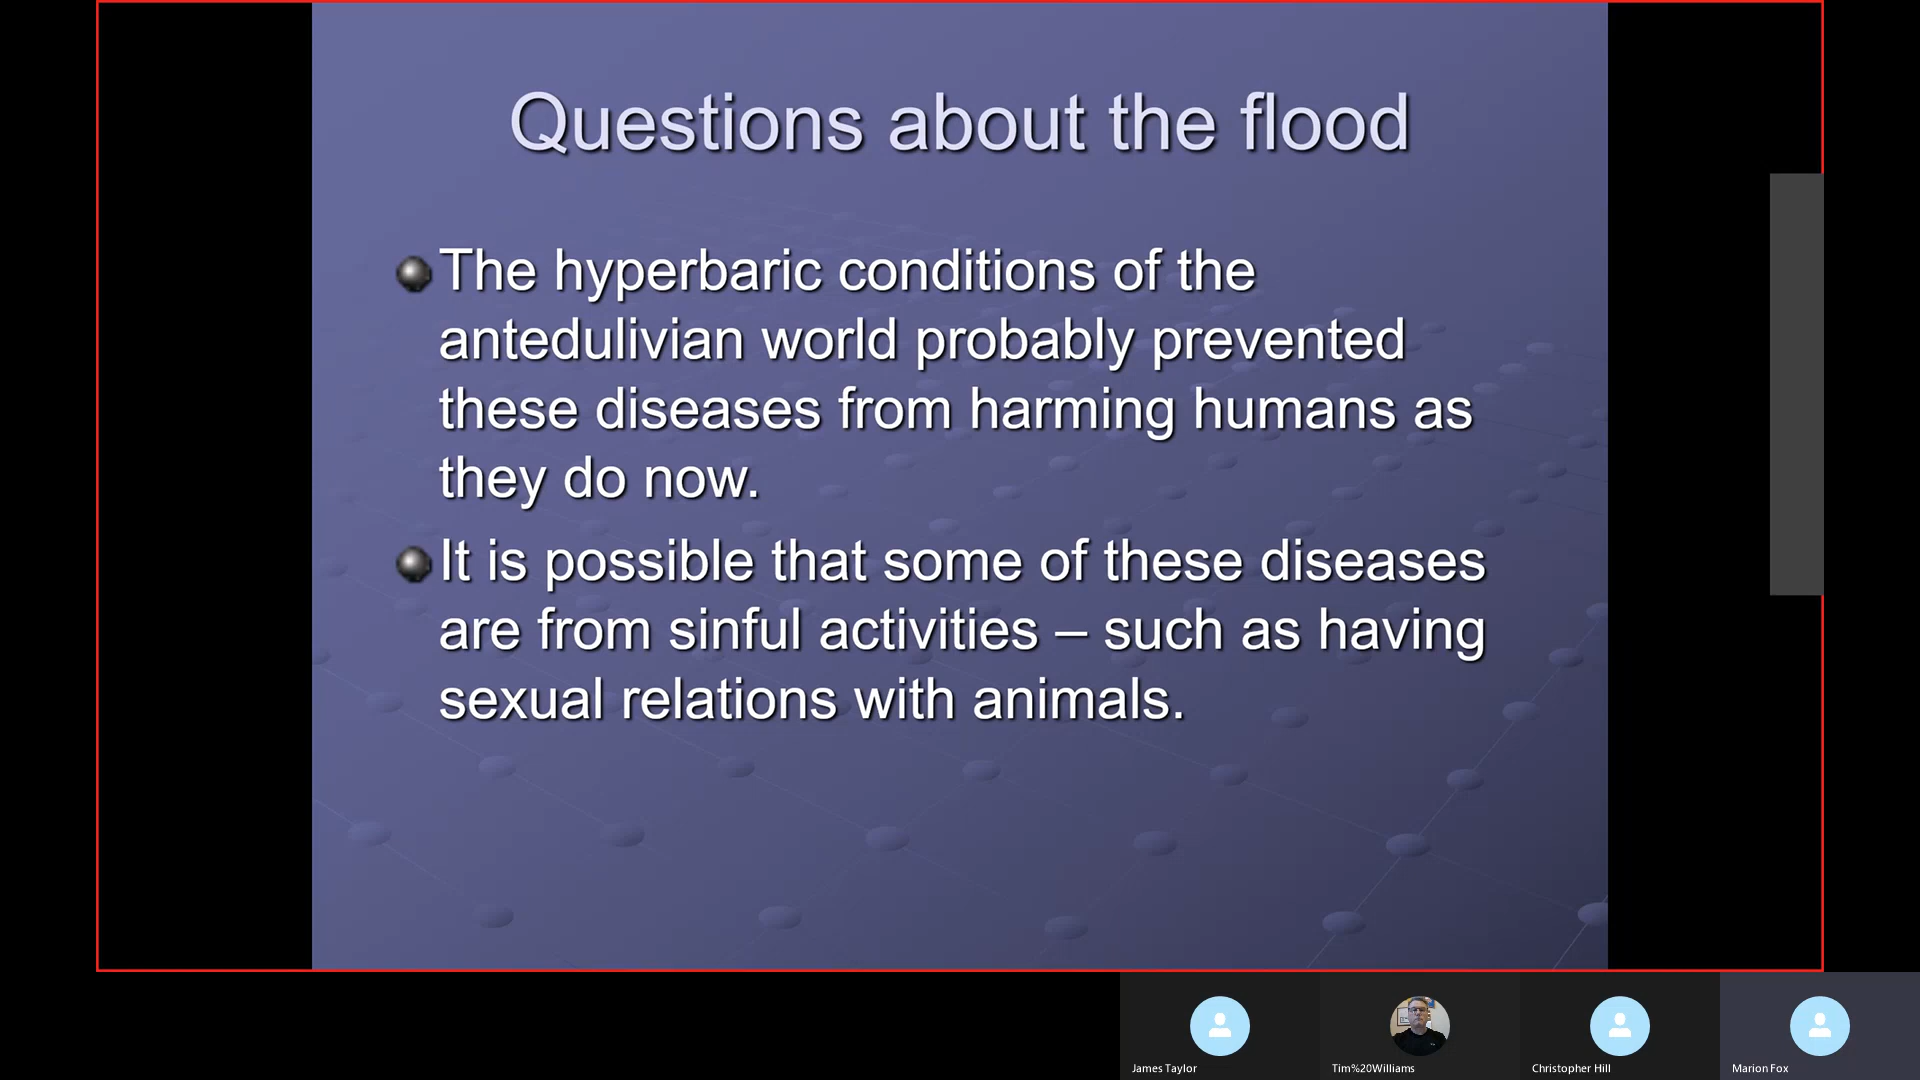 Questions about the flood
The hyperbaric conditions of the
antedulivian world probably prevented
these diseases from harming humans as
they do now.
It is possible that some of these diseases
are from sinful activities – such as having
sexual relations with animals.
James Taylor
Tim%20Williams
Christopher Hill
Marion Fox